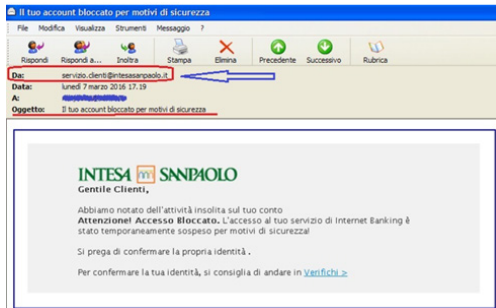 Il tuo account bloccato per motivi di sicurezza
File Modifica Visualizza Strumenti Messaggio ?
Rispondi Rispondi a... Inoltra Stampa Elimina Precedente Successivo Rubrica
Da: servizio.clienti@intesasanpaolo.it
Data: lunedì 7 marzo 2016 17.19
A:
Oggetto: Il tuo account bloccato per motivi di sicurezza
INTESA SANPAOLO
Gentile Clienti,
Abbiamo notato dell'attività insolita sul tuo conto
Attenzione! Accesso Bloccato. L'accesso al tuo servizio di Internet Banking è
stato temporaneamente sospeso per motivi di sicurezza!
Si prega di confermare la propria identità .
Per confermare la tua identità, si consiglia di andare in Verifichi >